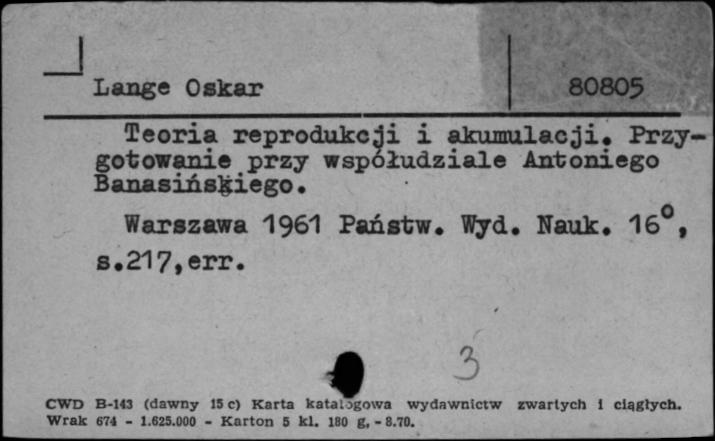 Lange Oskar 80805
Teoria reprodukcji i akumulacji. Przy-
gotowanie przy współudziale Antoniego
Banasińskiego.
Warszawa 1961 Państw. Wyd. Nauk. 16°,
s.217,err.
3
CWD B-143 (dawny 15 c) Karta katalogowa wydawnictw zwartych i ciągłych.
Wrak 674 - 1.625.000 - Karton 5 kl. 180 g, - 8.70.